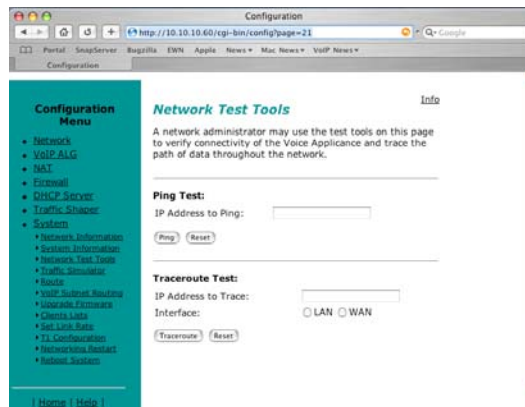 Configuration
http://10.10.10.60/cgi-bin/config?page=21
Google
Portal SnapServer Bugzilla EWN Apple News Mac News VoIP News
Configuration
Configuration
Menu
Network
VoIP ALG
NAT
Firewall
DHCP Server
Traffic Shaper
System
Network Information
System Information
Network Test Tools
Traffic Simulator
Route
VoIP Subnet Routing
Upgrade Firmware
Clients Lists
Set Link Rate
T1 Configuration
Networking Restart
Reboot System
| Home | Help |
Info
Network Test Tools
A network administrator may use the test tools on this page
to verify connectivity of the Voice Applicance and trace the
path of data throughout the network.
Ping Test:
IP Address to Ping:
Ping Reset
Traceroute Test:
IP Address to Trace:
Interface: LAN WAN
Traceroute Reset